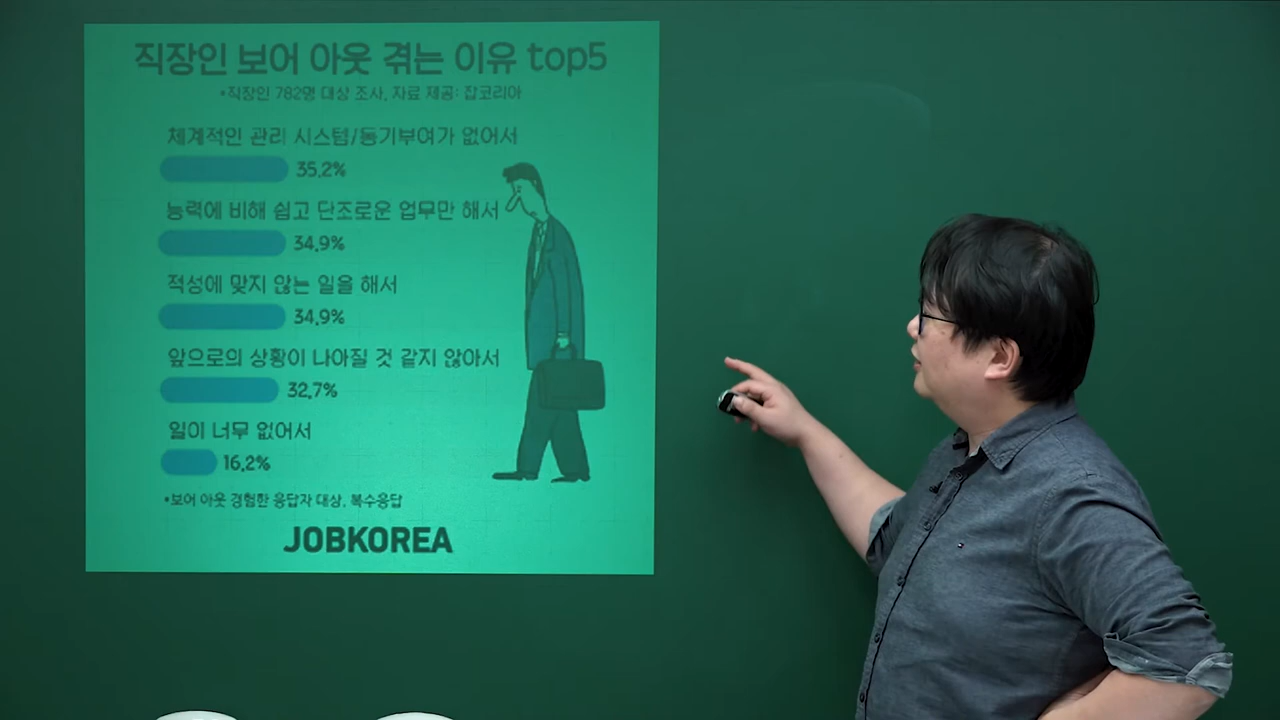 직장인 보어 아웃 겪는 이유 top5
*직장인 782명 대상 조사, 자료 제공: 잡코리아
체계적인 관리 시스템/동기부여가 없어서
35.2%
능력에 비해 쉽고 단조로운 업무만 해서
34.9%
적성에 맞지 않는 일을 해서
34.9%
앞으로의 상황이 나아질 것 같지 않아서
32.7%
일이 너무 없어서
16.2%
*보어 아웃 경험한 응답자 대상, 복수응답
JOBKOREA